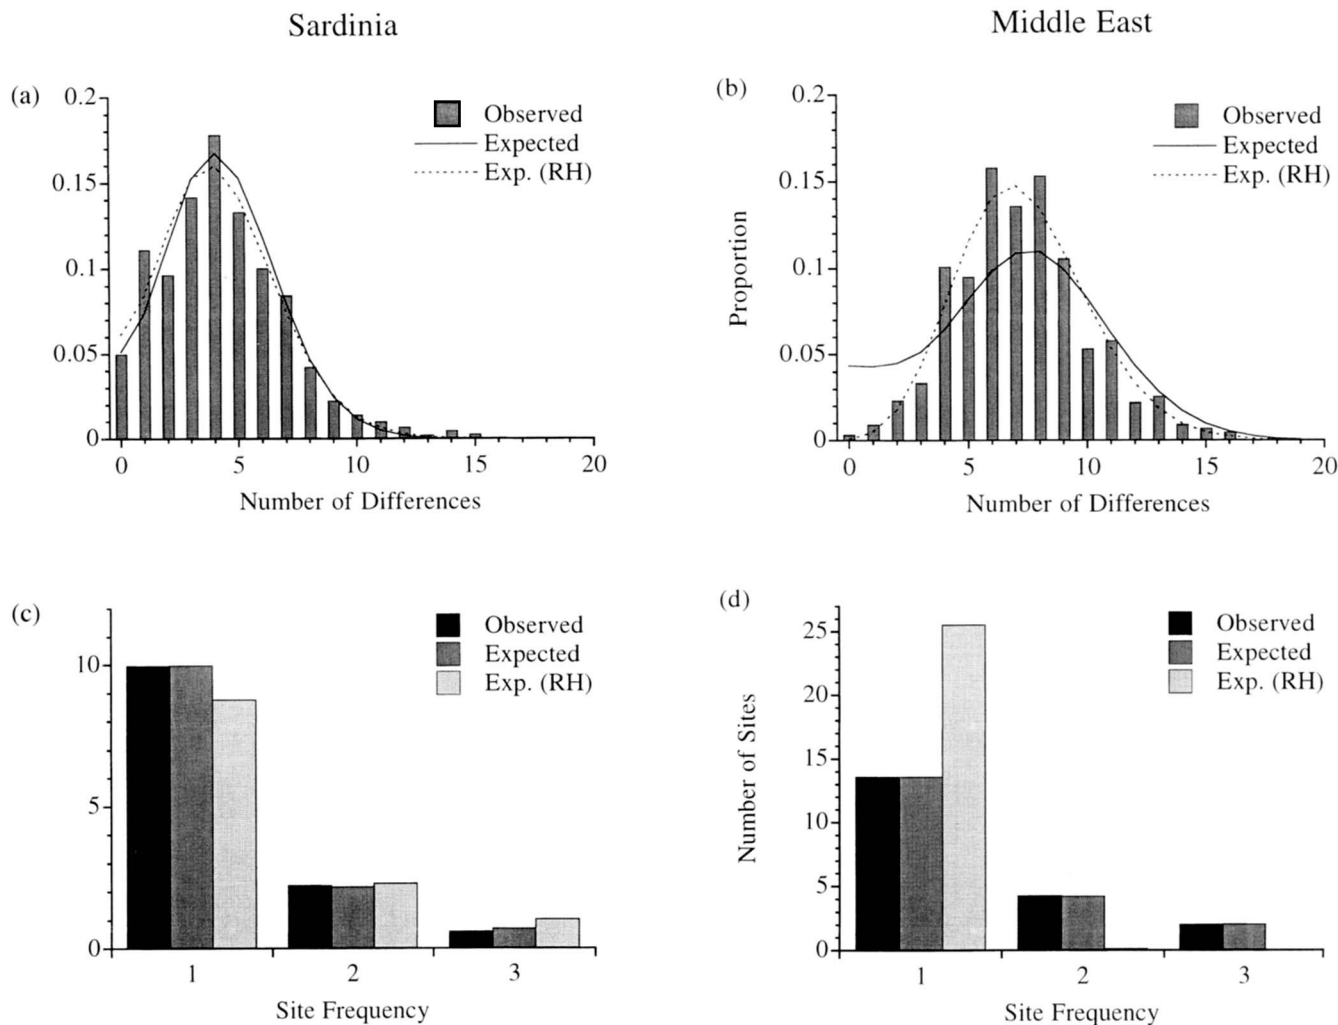 Sardinia
Middle East
(a)
0.2
0.15
0.1
0.05
0
Observed
Expected
Exp. (RH)
0 5 10 15 20
Number of Differences
(b)
Proportion
0.2
0.15
0.1
0.05
0
Observed
Expected
Exp. (RH)
0 5 10 15 20
Number of Differences
(c)
10
5
0
Observed
Expected
Exp. (RH)
1 2 3
Site Frequency
(d)
Number of Sites
25
20
15
10
5
0
Observed
Expected
Exp. (RH)
1 2 3
Site Frequency